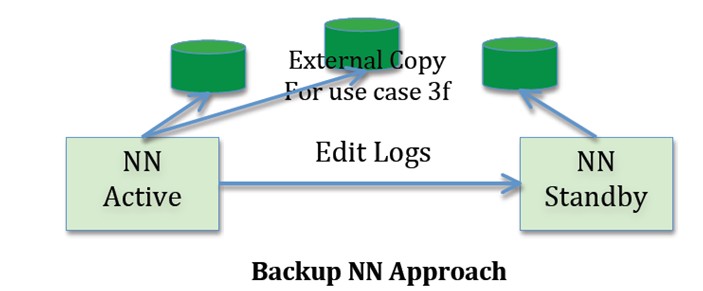 External Copy
For use case 3f
Edit Logs
NN
Active
NN
Standby
Backup NN Approach